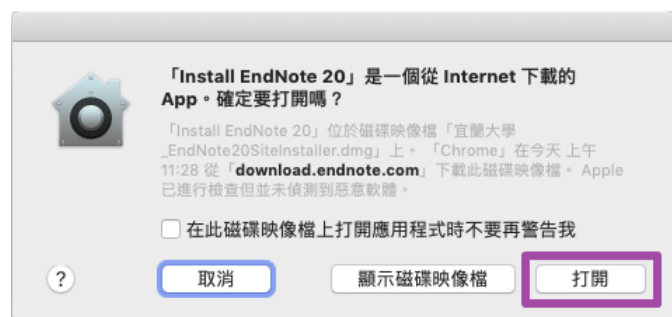 「Install EndNote 20」是一個從 Internet 下載的
App。確定要打開嗎？
「Install EndNote 20」位於磁碟映像檔「宜蘭大學
_EndNote20SiteInstaller.dmg」上。「Chrome」在今天 上午
11:28 從「download.endnote.com」下載此磁碟映像檔。Apple
已進行檢查但並未偵測到惡意軟體。
在此磁碟映像檔上打開應用程式時不要再警告我
? 取消 顯示磁碟映像檔 打開